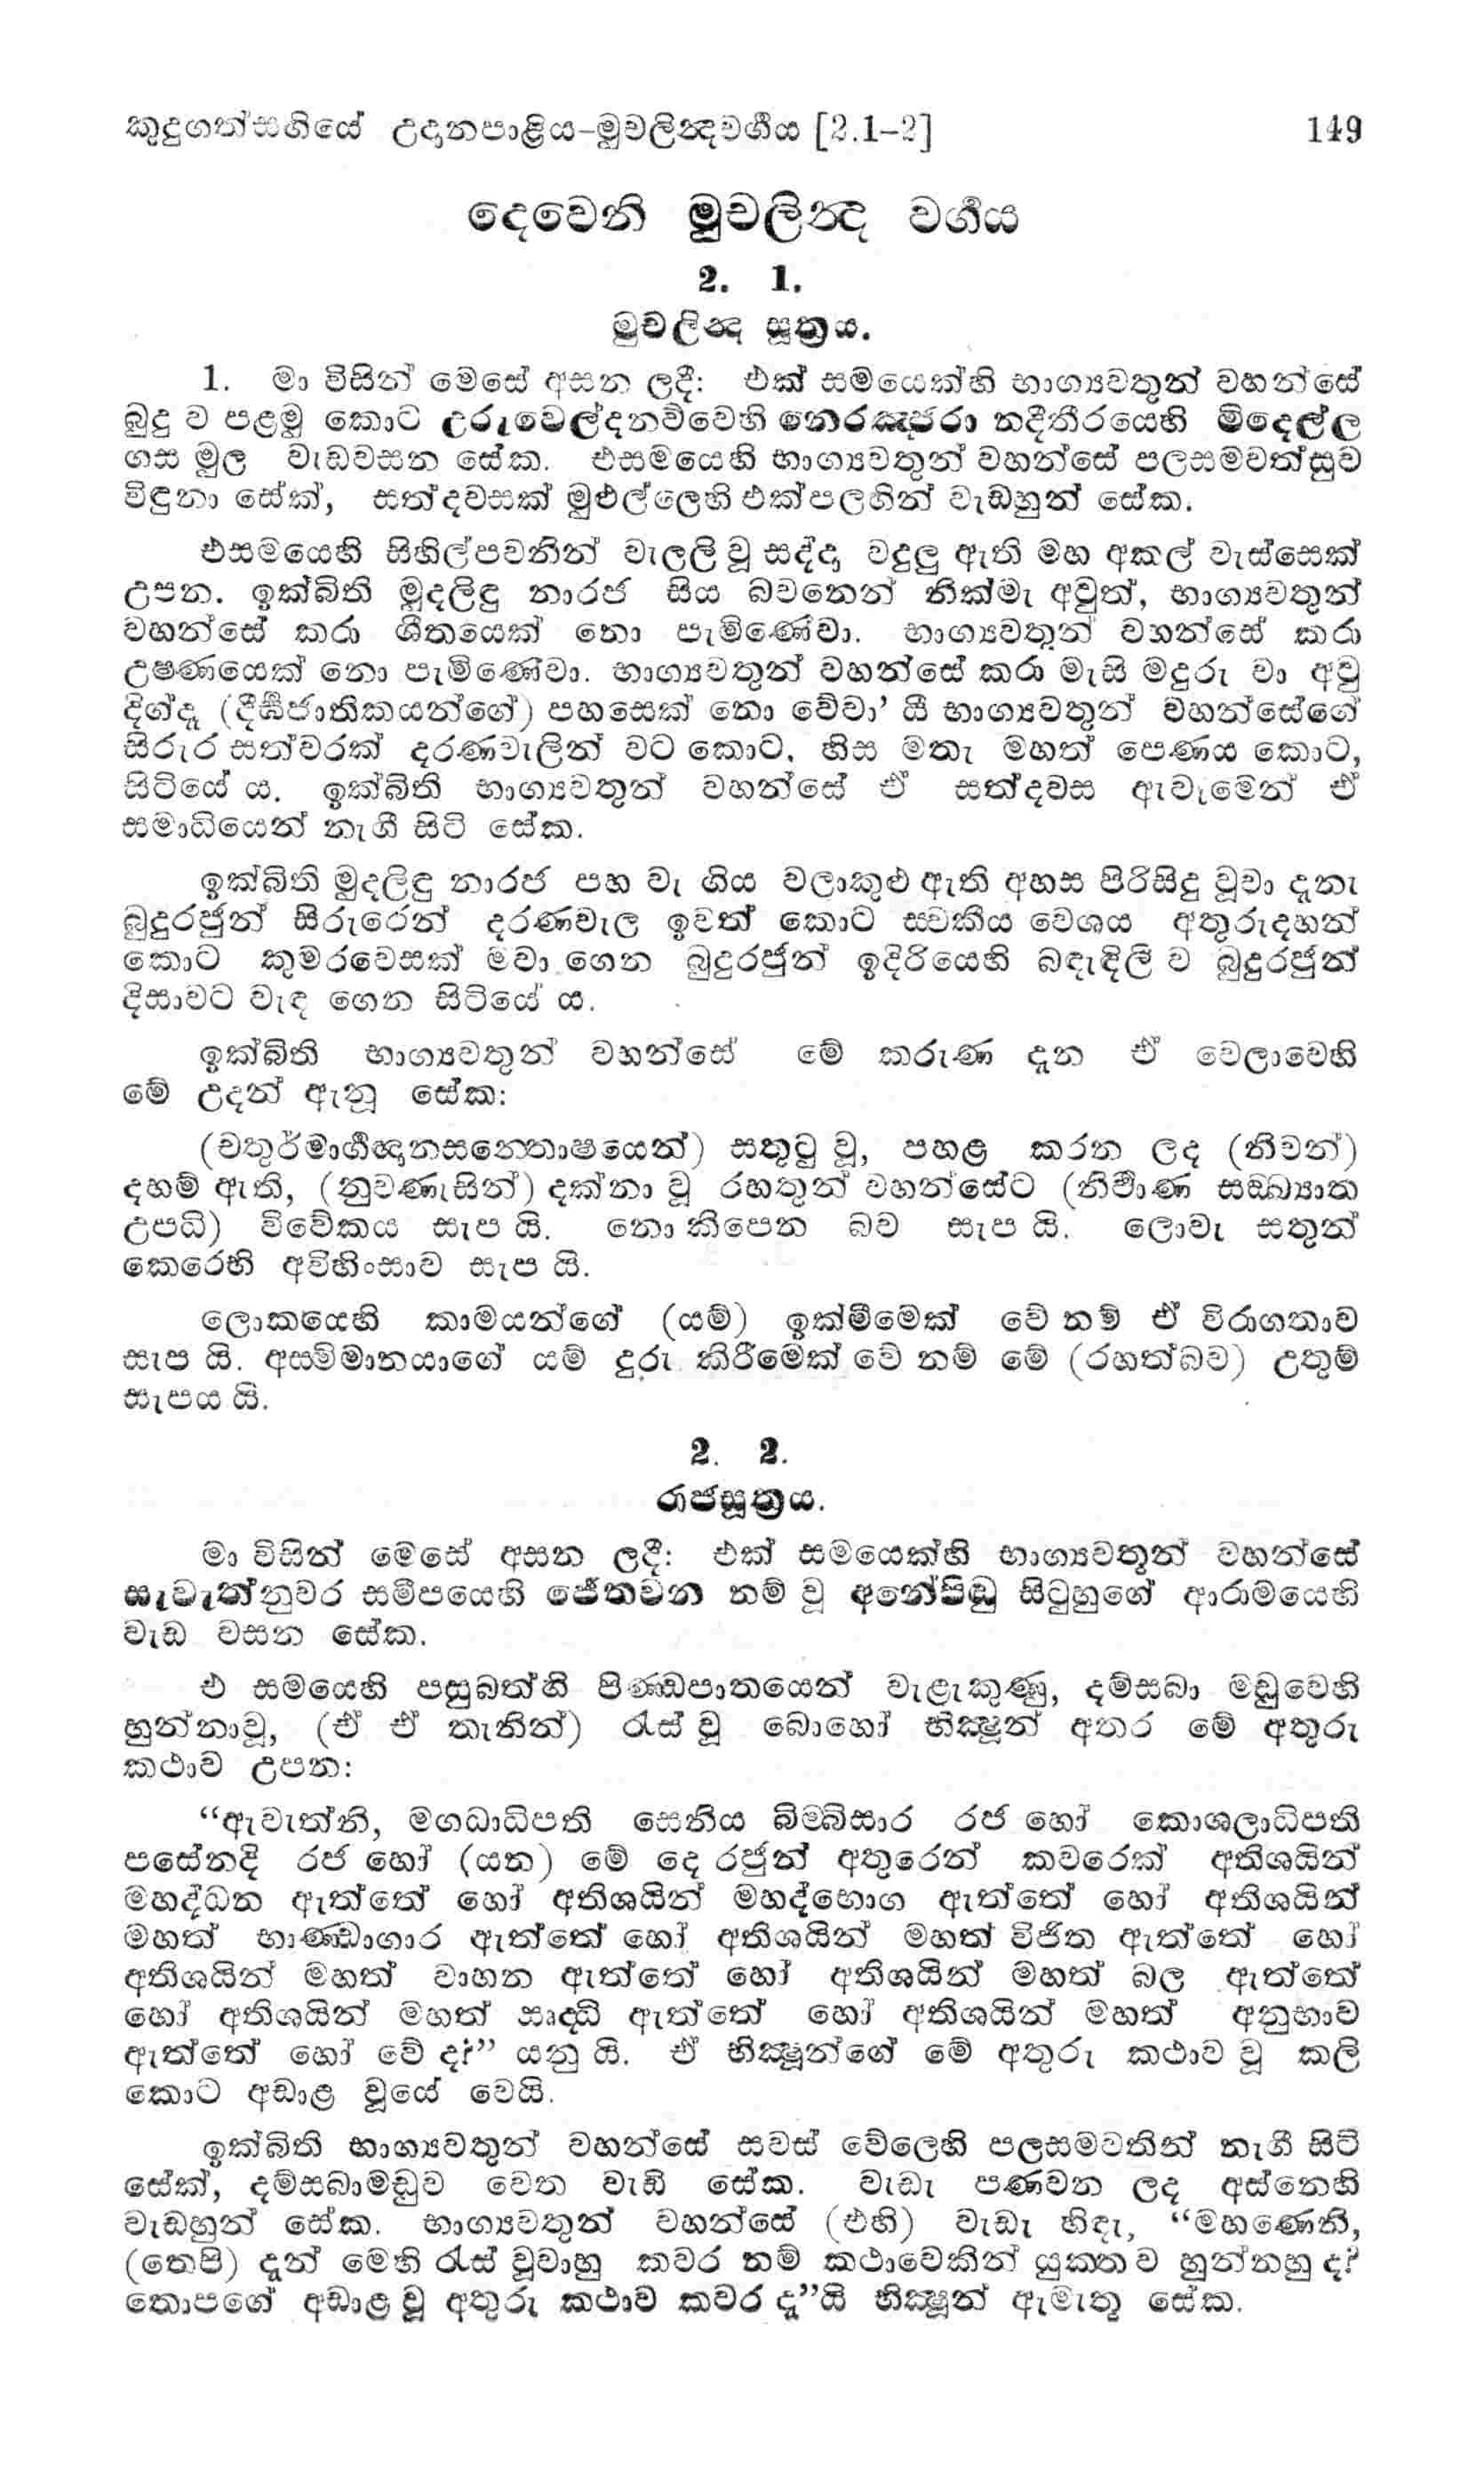 කුදුගත්සඟියේ උදානපාළිය-මුචලින්‍දවර්‍ගය [2.1-2] 149
දෙවෙනි මුචලින්‍ද වර්‍ගය
2. 1.
මුචලින්‍ද සූත්‍රය.
1. මා විසින් මෙසේ අසන ලදී: එක් සමයෙක්හි භාග්‍යවතුන් වහන්සේ
බුදු ව පළමු කොට උරුවෙල්දනව්වෙහි නෙරඤ්ජරා නදීතීරයෙහි මිදෙල්ල
ගස මුල වැඩවසන සේක. එසමයෙහි භාග්‍යවතුන් වහන්සේ පලසමවත්සුව
විඳුනා සේක්, සත්දවසක් මුළුල්ලෙහි එක්පලඟින් වැඩහුන් සේක.
එසමයෙහි සිහිල්පවනින් වැලලි වූ සද්ද වදුලු ඇති මහ අකල් වැස්සෙක්
උපන. ඉක්බිති මුදලිඳු නාරජ සිය බවනෙන් නික්මැ අවුත්, භාග්‍යවතුන්
වහන්සේ කරා ශීතයෙක් නො පැමිණේවා. භාග්‍යවතුන් වහන්සේ කරා
උෂ්ණයෙක් නො පැමිණේවා. භාග්‍යවතුන් වහන්සේ කරා මැසි මදුරු වා අවු
දිග්දෑ (දීර්‍ඝජාතිකයන්ගේ) පහසෙක් නො වේවා’ යී භාග්‍යවතුන් වහන්සේගේ
සිරුර සත්වරක් දරණවැලින් වට කොට, හිස මතැ මහත් පෙණය කොට,
සිටියේ ය. ඉක්බිති භාග්‍යවතුන් වහන්සේ ඒ සත්දවස ඇවෑමෙන් ඒ
සමාධියෙන් නැගී සිටි සේක.
ඉක්බිති මුදලිඳු නාරජ පහ වැ ගිය වලාකුළු ඇති අහස පිරිසිදු වූවා දැනැ
බුදුරජුන් සිරුරෙන් දරණවැල ඉවත් කොට ස්වකීය වෙශය අතුරුදහන්
කොට කුමරවෙසක් මවා ගෙන බුදුරජුන් ඉදිරියෙහි බඳැඳිලි ව බුදුරජුන්
දිසාවට වැඳ ගෙන සිටියේ ය.
ඉක්බිති භාග්‍යවතුන් වහන්සේ මේ කරුණ දැන ඒ වෙලාවෙහි
මේ උදන් ඇනූ සේක:
(චතුර්මාර්‍ගඥානසන්තොෂයෙන්) සතුටු වූ, පහළ කරන ලද (නිවන්)
දහම් ඇති, (නුවණැසින්) දක්නා වූ රහතුන් වහන්සේට (නිර්‍වාණ සඞ්ඛ්‍යාත
උපධි) විවේකය සැප යි. නො කිපෙන බව සැප යි. ලොවැ සතුන්
කෙරෙහි අවිහිංසාව සැප යි.
ලොකයෙහි කාමයන්ගේ (යම්) ඉක්මීමෙක් වේ නම් ඒ විරාගතාව
සැප යි. අස්මිමානයාගේ යම් දුරු කිරීමෙක් වේ නම් මේ (රහත්බව) උතුම්
සැපය යි.
2. 2.
රාජසූත්‍රය.
මා විසින් මෙසේ අසන ලදී: එක් සමයෙක්හි භාග්‍යවතුන් වහන්සේ
සැවැත්නුවර සමීපයෙහි ජේතවන නම් වූ අනේපිඬු සිටුහුගේ ආරාමයෙහි
වැඩ වසන සේක.
එ සමයෙහි පසුබත්හි පිණ්ඩපාතයෙන් වැළැකුණු, දම්සබා මඩුවෙහි
හුන්නාවූ, (ඒ ඒ තැනින්) රැස් වූ බොහෝ භික්‍ෂූන් අතර මේ අතුරු
කථාව උපන:
“ඇවැත්නි, මගධාධිපති සෙනිය බිම්බිසාර රජ හෝ කොශලාධිපති
පසේනදි රජ හෝ (යන) මේ දෙ රජුන් අතුරෙන් කවරෙක් අතිශයින්
මහද්ධන ඇත්තේ හෝ අතිශයින් මහද්භොග ඇත්තේ හෝ අතිශයින්
මහත් භාණ්ඩාගාර ඇත්තේ හෝ අතිශයින් මහත් විජිත ඇත්තේ හෝ
අතිශයින් මහත් වාහන ඇත්තේ හෝ අතිශයින් මහත් බල ඇත්තේ
හෝ අතිශයින් මහත් ඍද්ධි ඇත්තේ හෝ අතිශයින් මහත් අනුභාව
ඇත්තේ හෝ වේ ද?” යනු යි. ඒ භික්‍ෂූන්ගේ මේ අතුරු කථාව වූ කලි
කොට අඩාළ වූයේ වෙයි.
ඉක්බිති භාග්‍යවතුන් වහන්සේ සවස් වේලෙහි පලසමවතින් නැගී සිටි
සේක්, දම්සබාමඩුව වෙත වැඩි සේක. වැඩැ පණවන ලද අස්නෙහි
වැඩහුන් සේක. භාග්‍යවතුන් වහන්සේ (එහි) වැඩැ හිඳැ, “මහණෙනි,
(තෙපි) දැන් මෙහි රැස් වූවාහු කවර නම් කථාවෙකින් යුක්ත ව හුන්නහු ද?
තොපගේ අඩාළ වූ අතුරු කථාව කවර දෑ”යි භික්‍ෂූන් ඇමැතූ සේක.